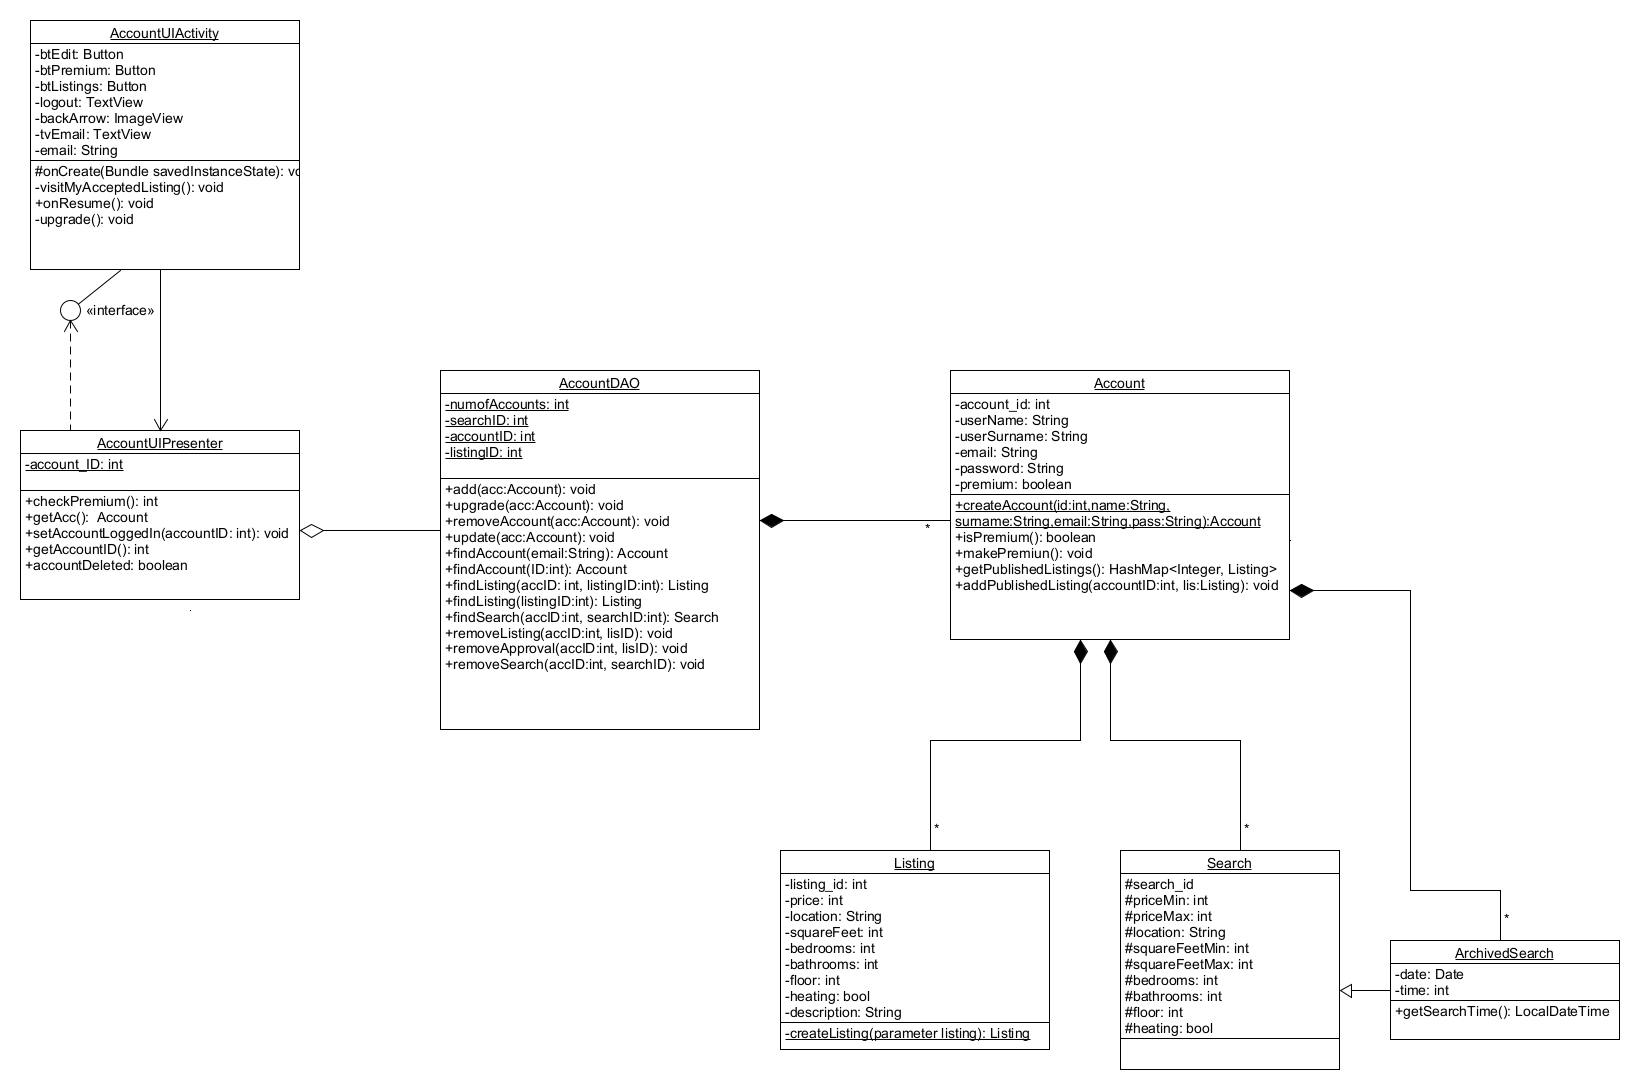 AccountUIActivity
-btEdit: Button
-btPremium: Button
-btListings: Button
-logout: TextView
-backArrow: ImageView
-tvEmail: TextView
-email: String
#onCreate(Bundle savedInstanceState): vo
-visitMyAcceptedListing(): void
+onResume(): void
-upgrade(): void
«interface»
AccountUIPresenter
-account_ID: int
+checkPremium(): int
+getAcc():  Account
+setAccountLoggedIn(accountID: int): void
+getAccountID(): int
+accountDeleted: boolean
AccountDAO
-numofAccounts: int
-searchID: int
-accountID: int
-listingID: int
+add(acc:Account): void
+upgrade(acc:Account): void
+removeAccount(acc:Account): void
+update(acc:Account): void
+findAccount(email:String): Account
+findAccount(ID:int): Account
+findListing(accID: int, listingID:int): Listing
+findListing(listingID:int): Listing
+findSearch(accID:int, searchID:int): Search
+removeListing(accID:int, lisID): void
+removeApproval(accID:int, lisID): void
+removeSearch(accID:int, searchID): void
*
Account
-account_id: int
-userName: String
-userSurname: String
-email: String
-password: String
-premium: boolean
+createAccount(id:int,name:String,
surname:String,email:String,pass:String):Account
+isPremium(): boolean
+makePremiun(): void
+getPublishedListings(): HashMap<Integer, Listing>
+addPublishedListing(accountID:int, lis:Listing): void
*
Listing
-listing_id: int
-price: int
-location: String
-squareFeet: int
-bedrooms: int
-bathrooms: int
-floor: int
-heating: bool
-description: String
-createListing(parameter listing): Listing
*
Search
#search_id
#priceMin: int
#priceMax: int
#location: String
#squareFeetMin: int
#squareFeetMax: int
#bedrooms: int
#bathrooms: int
#floor: int
#heating: bool
*
ArchivedSearch
-date: Date
-time: int
+getSearchTime(): LocalDateTime